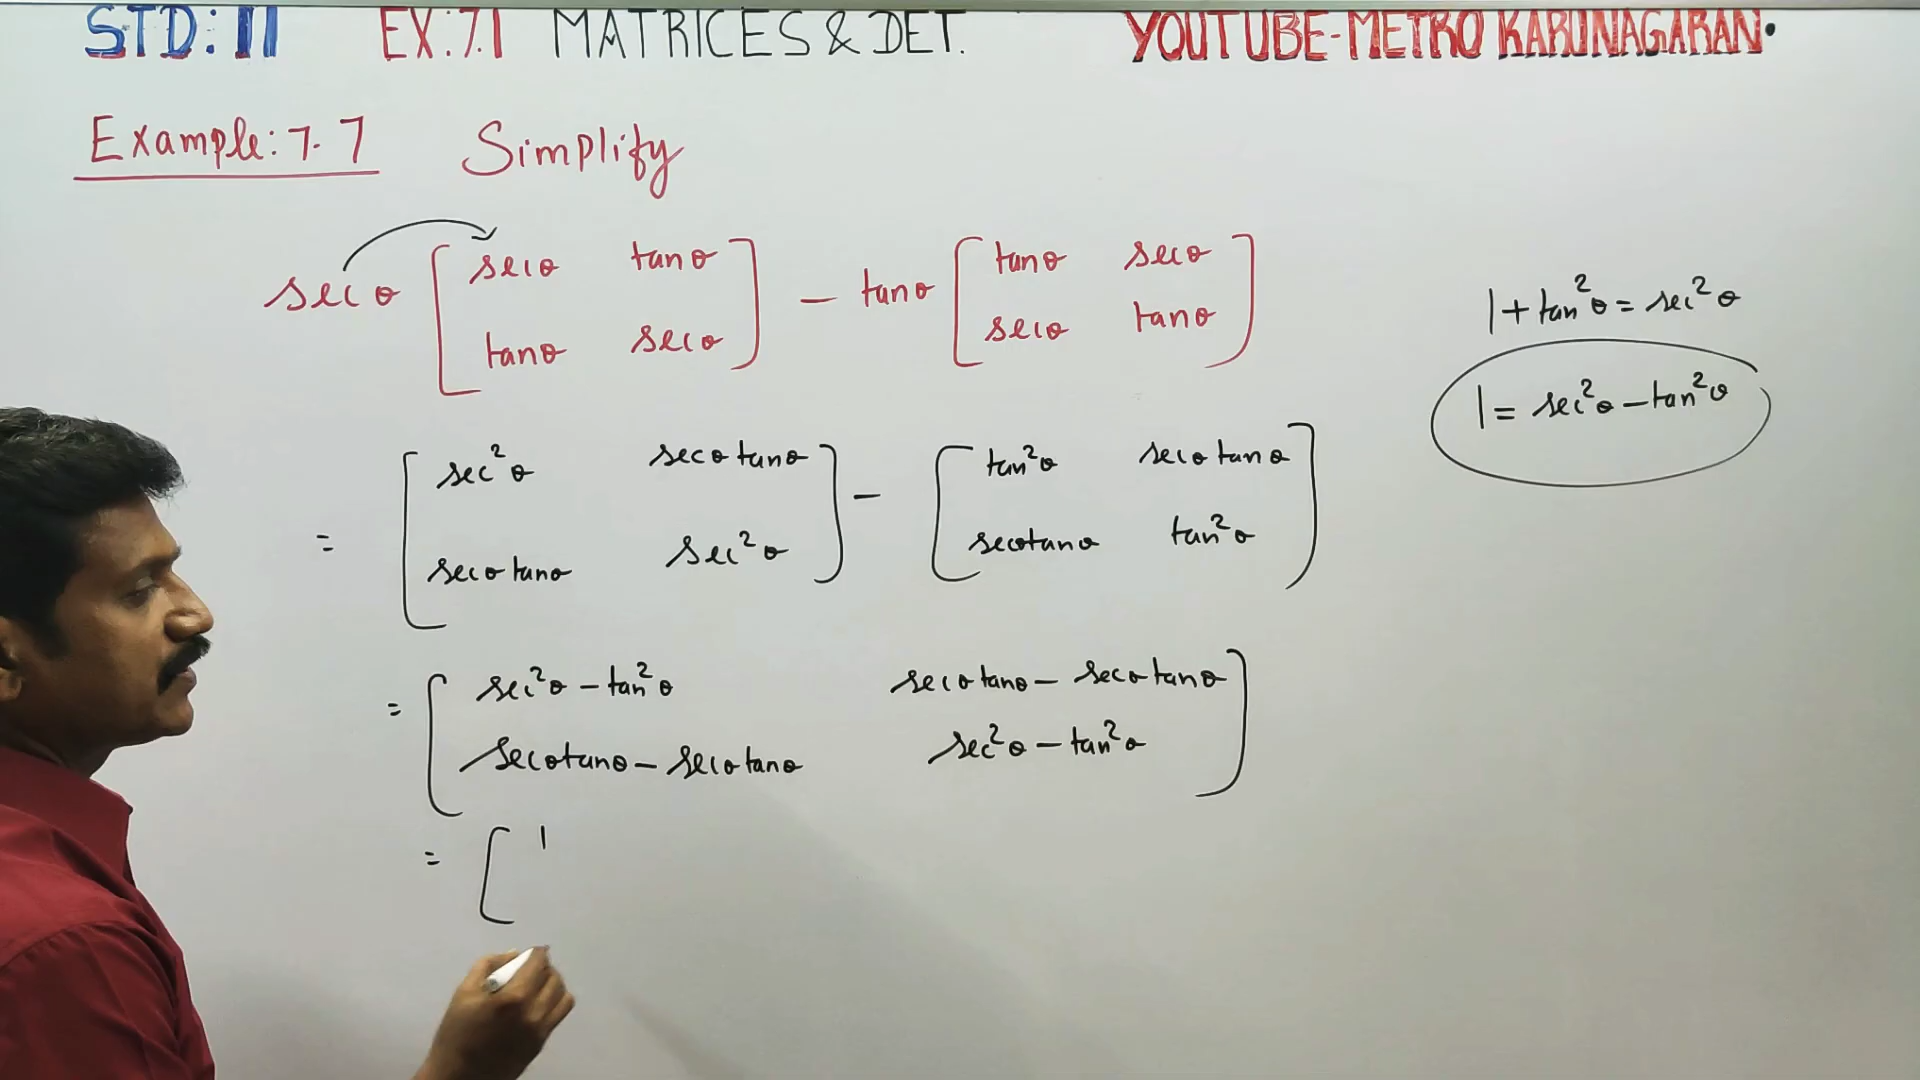 STD: 11 EX: 7.1 MATRICES & DET. YOUTUBE-METRO KARUNAGARAN.
Example: 7.7 Simplify
secθ [ secθ tanθ ] - tanθ [ tanθ secθ ]
tanθ secθ secθ tanθ
1 + tan²θ = sec²θ
1 = sec²θ - tan²θ
= [ sec²θ secθ tanθ ] - [ tan²θ secθ tanθ ]
secθ tanθ sec²θ secθ tanθ tan²θ
= [ sec²θ - tan²θ secθ tanθ - secθ tanθ ]
secθ tanθ - secθ tanθ sec²θ - tan²θ
= [ 1